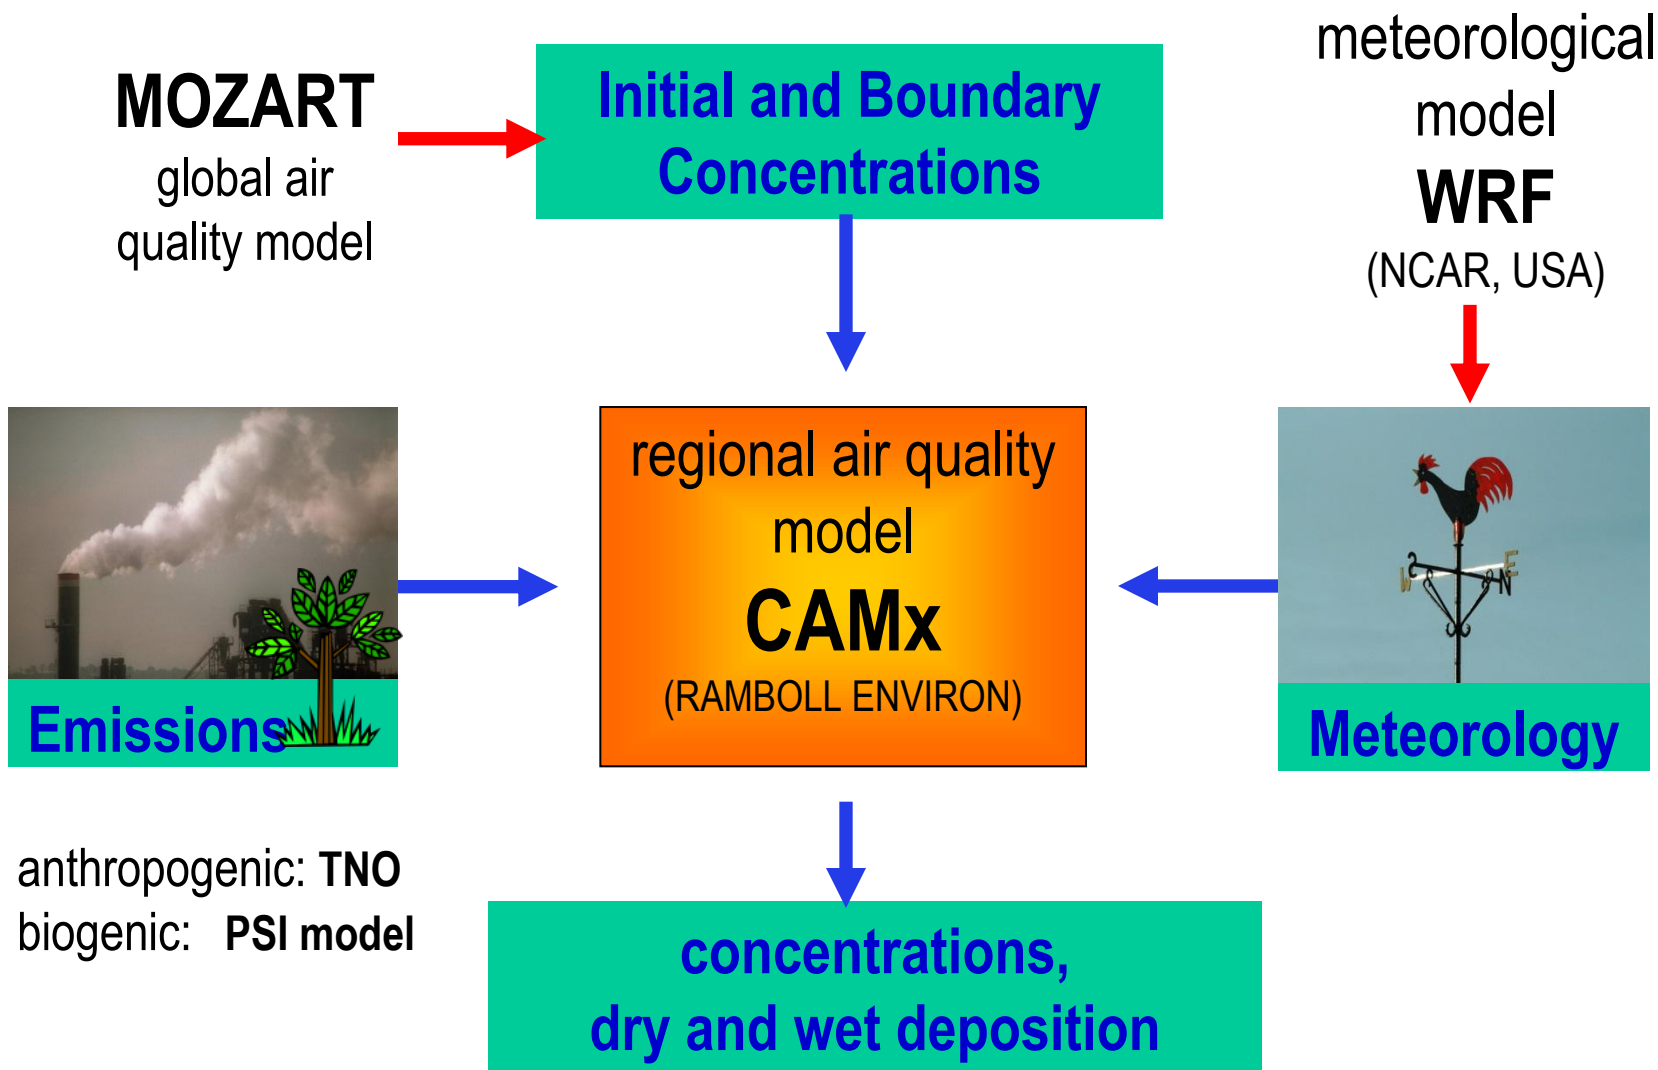 MOZART
global air
quality model
Initial and Boundary
Concentrations
meteorological
model
WRF
(NCAR, USA)
regional air quality
model
CAMx
(RAMBOLL ENVIRON)
W
S
E
N
Emissions
Meteorology
anthropogenic: TNO
biogenic: PSI model
concentrations,
dry and wet deposition